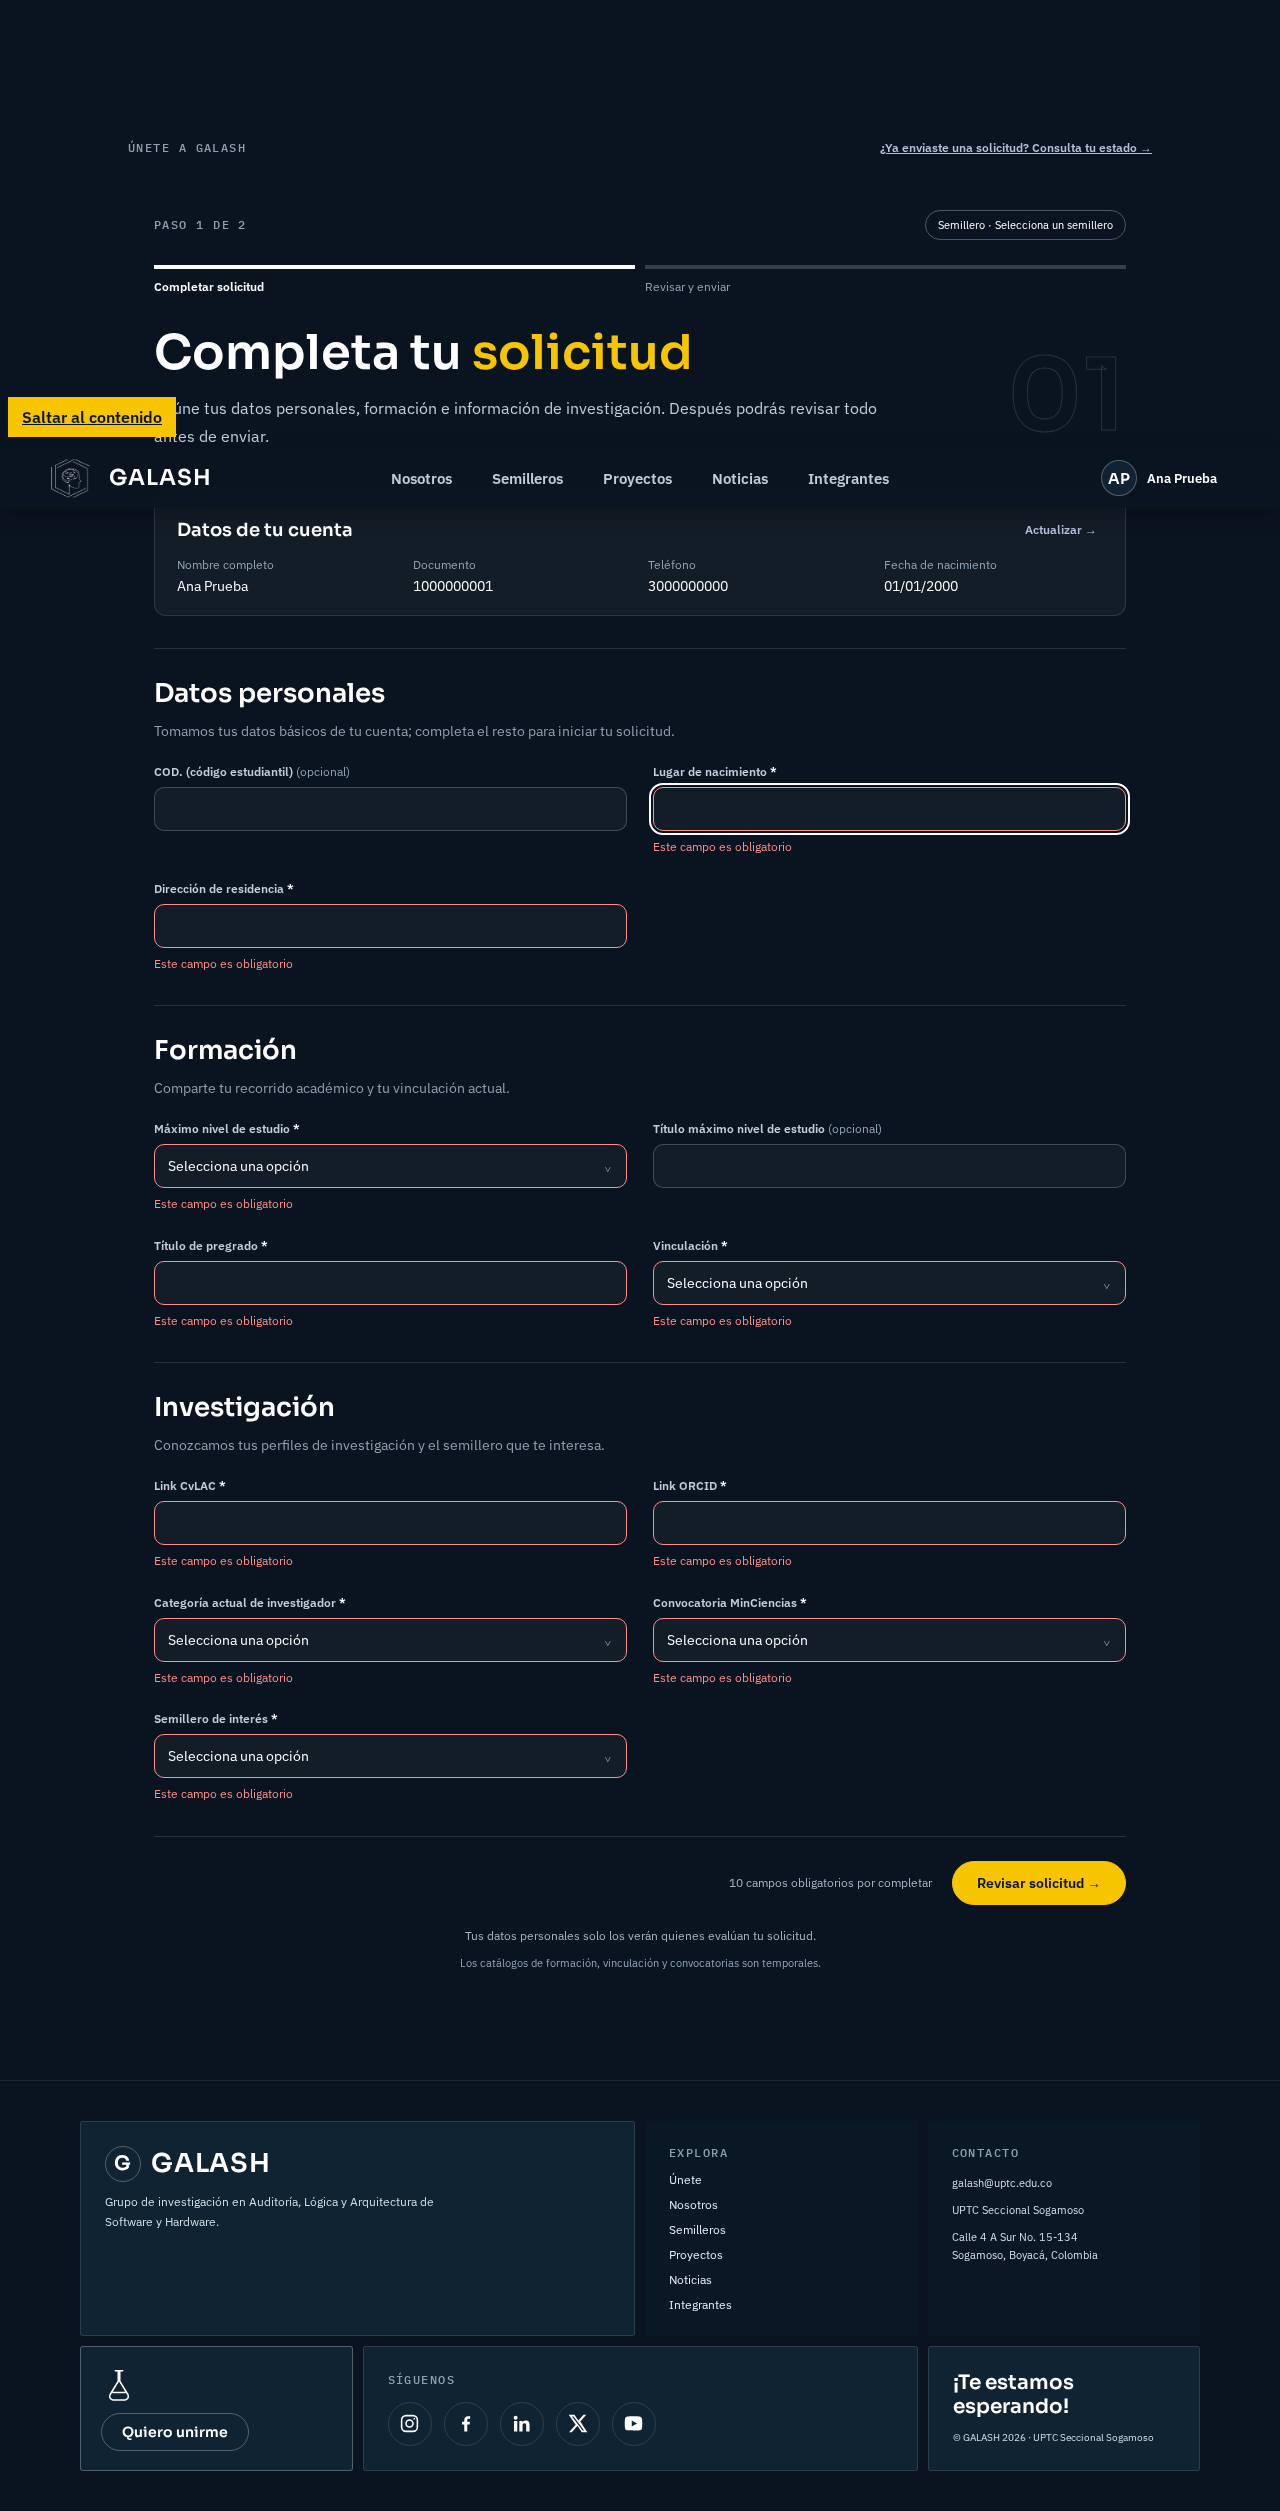 ÚNETE A GALASH
¿Ya enviaste una solicitud? Consulta tu estado →
PASO 1 DE 2
Semillero · Selecciona un semillero
Completar solicitud
Revisar y enviar
Completa tu solicitud
01
úne tus datos personales, formación e información de investigación. Después podrás revisar todo
Saltar al contenido
antes de enviar.
GALASH
Nosotros
Semilleros
Proyectos
Noticias
Integrantes
AP
Ana Prueba
Datos de tu cuenta
Actualizar →
Nombre completo
Documento
Teléfono
Fecha de nacimiento
Ana Prueba
1000000001
3000000000
01/01/2000
Datos personales
Tomamos tus datos básicos de tu cuenta; completa el resto para iniciar tu solicitud.
COD. (código estudiantil) (opcional)
Lugar de nacimiento *
Este campo es obligatorio
Dirección de residencia *
Este campo es obligatorio
Formación
Comparte tu recorrido académico y tu vinculación actual.
Máximo nivel de estudio *
Título máximo nivel de estudio (opcional)
Selecciona una opción
Este campo es obligatorio
Título de pregrado *
Vinculación *
Selecciona una opción
Este campo es obligatorio
Este campo es obligatorio
Investigación
Conozcamos tus perfiles de investigación y el semillero que te interesa.
Link CvLAC *
Link ORCID *
Este campo es obligatorio
Este campo es obligatorio
Categoría actual de investigador *
Convocatoria MinCiencias *
Selecciona una opción
Selecciona una opción
Este campo es obligatorio
Este campo es obligatorio
Semillero de interés *
Selecciona una opción
Este campo es obligatorio
10 campos obligatorios por completar
Revisar solicitud →
Tus datos personales solo los verán quienes evalúan tu solicitud.
Los catálogos de formación, vinculación y convocatorias son temporales.
G GALASH
Grupo de investigación en Auditoría, Lógica y Arquitectura de
Software y Hardware.
EXPLORA
Únete
Nosotros
Semilleros
Proyectos
Noticias
Integrantes
CONTACTO
galash@uptc.edu.co
UPTC Seccional Sogamoso
Calle 4 A Sur No. 15-134
Sogamoso, Boyacá, Colombia
Quiero unirme
SÍGUENOS
¡Te estamos
esperando!
© GALASH 2026 · UPTC Seccional Sogamoso